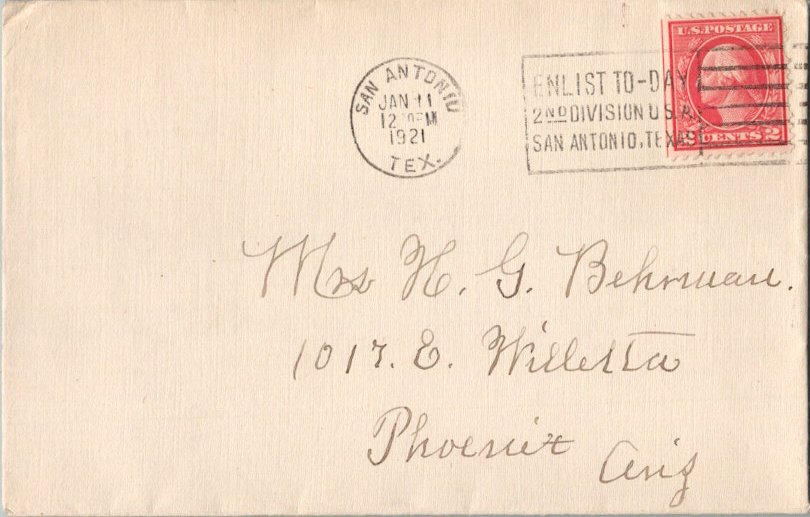 U.S. POSTAGE
2 CENTS 2
SAN ANTONIO
JAN 11
1921
TEX.
ENLIST TO-DAY
2ND DIVISION U.S.A.
SAN ANTONIO, TEXAS
Mrs H. G. Behrman.
1017. E. Willetta
Phoenix Ariz